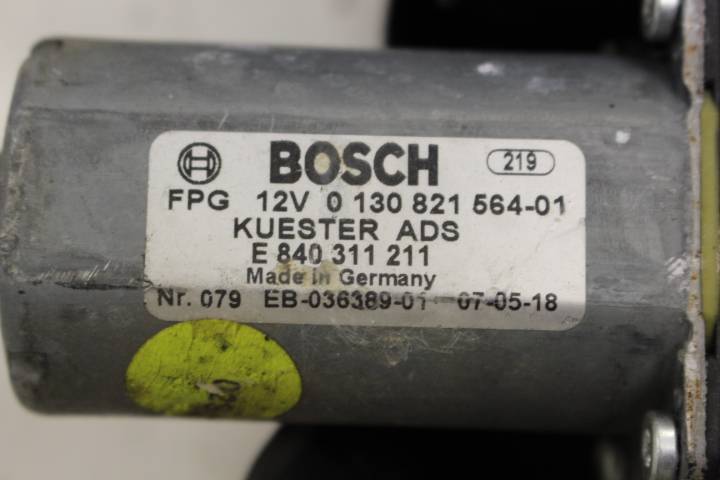 BOSCH 219
FPG 12V 0 130 821 564-01
KUESTER ADS
E 840 311 211
Made in Germany
Nr. 079 EB-036389-01 07-05-18